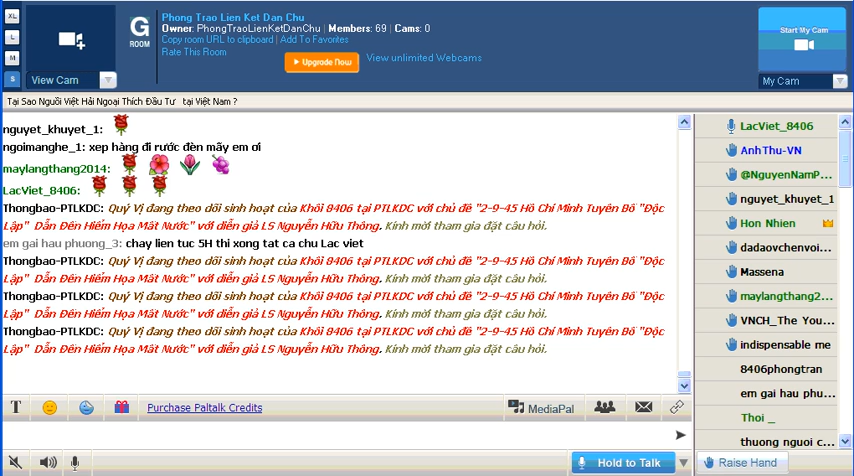 XL
L
M
S
View Cam
G
ROOM
Phong Trao Lien Ket Dan Chu
Owner: PhongTraoLienKetDanChu | Members: 69 | Cams: 0
Copy room URL to clipboard | Add To Favorites
Rate This Room
Upgrade Now
View unlimited Webcams
Start My Cam
My Cam
Tại Sao Người Việt Hải Ngoại Thích Đầu Tư tại Việt Nam ?
nguyet_khuyet_1:
ngoimanghe_1: xep hàng đi rước đèn mấy em ơi
maylangthang2014:
LacViet_8406:
Thongbao-PTLKDC: Quý Vị đang theo dõi sinh hoạt của Khối 8406 tại PTLKDC với chủ đề "2-9-45 Hồ Chí Minh Tuyên Bố "Độc
Lập" Dẫn Đến Hiểm Họa Mất Nước" với diễn giả LS Nguyễn Hữu Thống. Kính mời tham gia đặt câu hỏi.
em gai hau phuong_3: chay lien tuc 5H thi xong tat ca chu Lac viet
Thongbao-PTLKDC: Quý Vị đang theo dõi sinh hoạt của Khối 8406 tại PTLKDC với chủ đề "2-9-45 Hồ Chí Minh Tuyên Bố "Độc
Lập" Dẫn Đến Hiểm Họa Mất Nước" với diễn giả LS Nguyễn Hữu Thống. Kính mời tham gia đặt câu hỏi.
Thongbao-PTLKDC: Quý Vị đang theo dõi sinh hoạt của Khối 8406 tại PTLKDC với chủ đề "2-9-45 Hồ Chí Minh Tuyên Bố "Độc
Lập" Dẫn Đến Hiểm Họa Mất Nước" với diễn giả LS Nguyễn Hữu Thống. Kính mời tham gia đặt câu hỏi.
Thongbao-PTLKDC: Quý Vị đang theo dõi sinh hoạt của Khối 8406 tại PTLKDC với chủ đề "2-9-45 Hồ Chí Minh Tuyên Bố "Độc
Lập" Dẫn Đến Hiểm Họa Mất Nước" với diễn giả LS Nguyễn Hữu Thống. Kính mời tham gia đặt câu hỏi.
LacViet_8406
AnhThu-VN
@NguyenNamP...
nguyet_khuyet_1
Hon Nhien
dadaovchenvoi...
Massena
maylangthang2...
VNCH_The You...
indispensable me
8406phongtran
em gai hau phu...
Thoi _
thuong nguoi c...
T
Purchase Paltalk Credits
MediaPal
Hold to Talk
Raise Hand